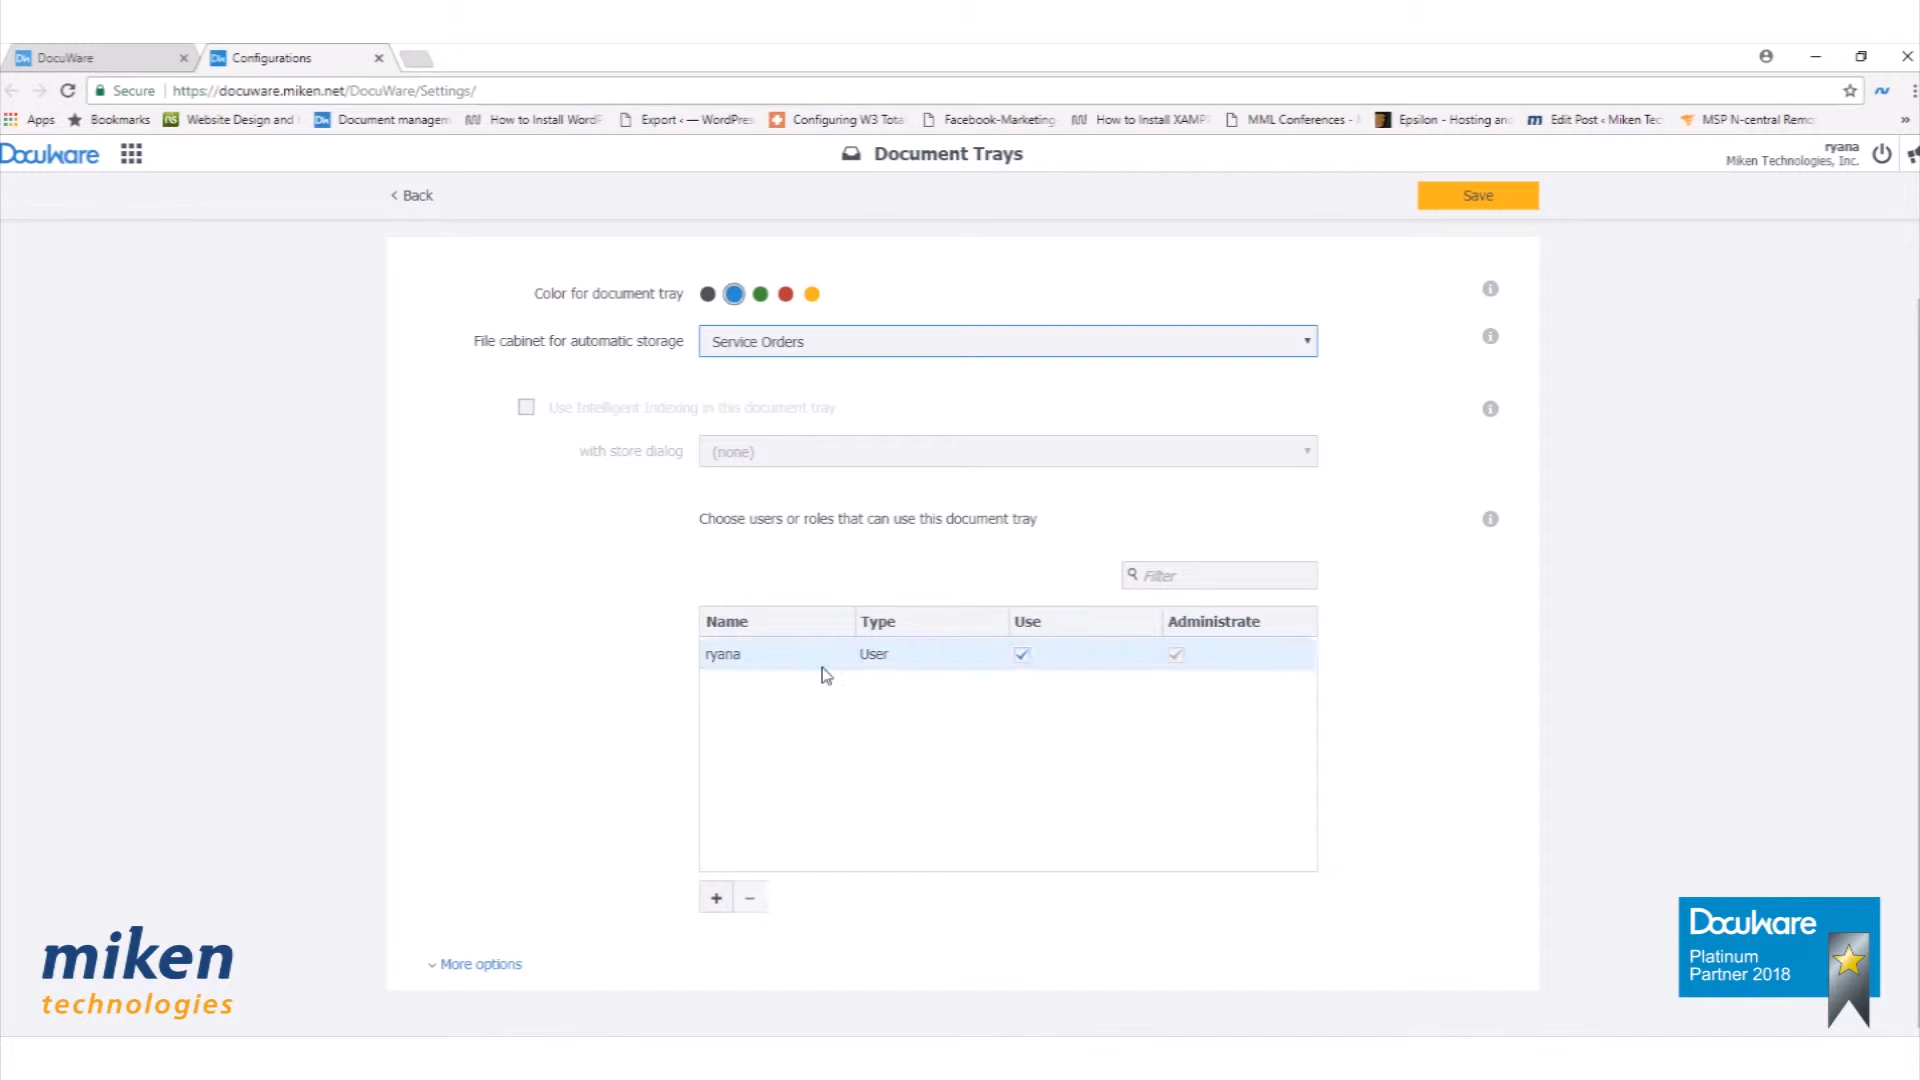 DocuWare
Configurations
Secure
https://docuware.miken.net/DocuWare/Settings/
Apps
Bookmarks
Website Design and
Document managem
How to Install WordP
Export ‹ — WordPres
Configuring W3 Tota
Facebook-Marketing
How to Install XAMP
MML Conferences -
Epsilon - Hosting and
Edit Post ‹ Miken Tec
MSP N-central Remo
»
DocuWare
Document Trays
ryana
Miken Technologies, Inc.
< Back
Save
Color for document tray
File cabinet for automatic storage
Service Orders
Use Intelligent Indexing in this document tray
with store dialog
(none)
Choose users or roles that can use this document tray
Filter
Name Type Use Administrate
ryana User
+ −
More options
miken
technologies
DocuWare
Platinum
Partner 2018